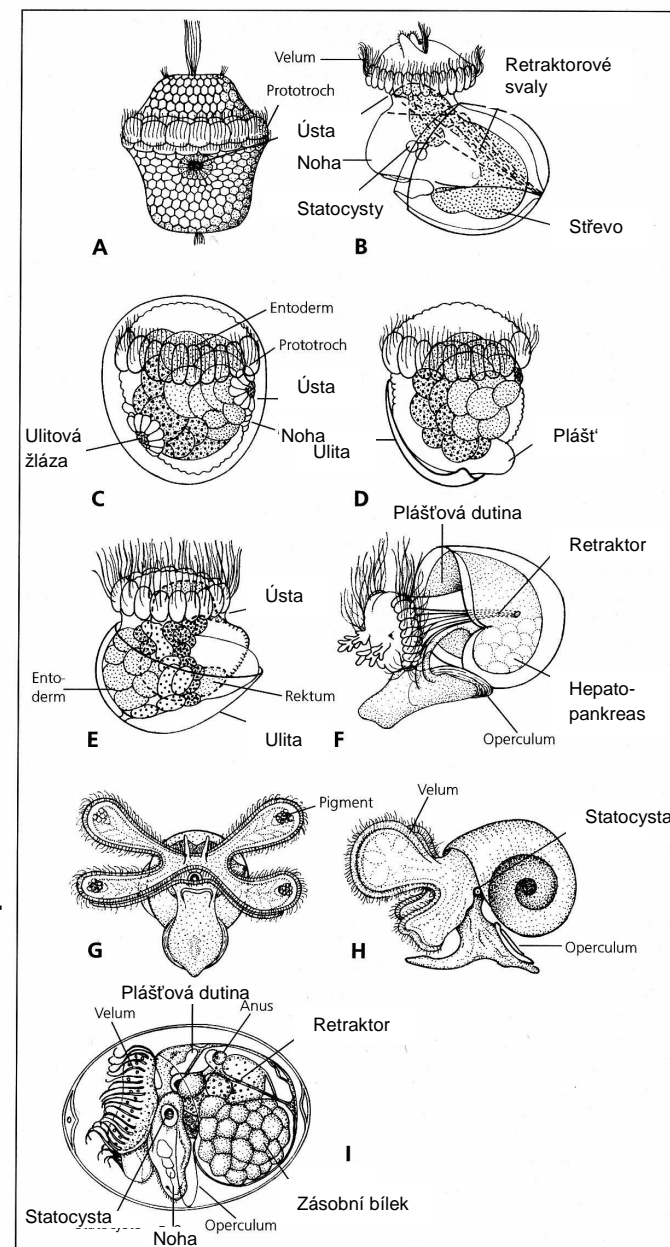 Velum
Retraktorové
svaly
Prototroch
Ústa
Noha
Statocysty
Střevo
A
B
Entoderm
Prototroch
Ústa
Ulitová
žláza
Noha
Ulita
Plášť
C
D
Plášťová dutina
Retraktor
Ústa
Ento-
derm
Rektum
Hepato-
pankreas
Ulita
Operculum
E
F
Pigment
Velum
Statocysta
Operculum
G
H
Plášťová dutina
Velum
Anus
Retraktor
I
Zásobní bílek
Statocysta
Operculum
Noha